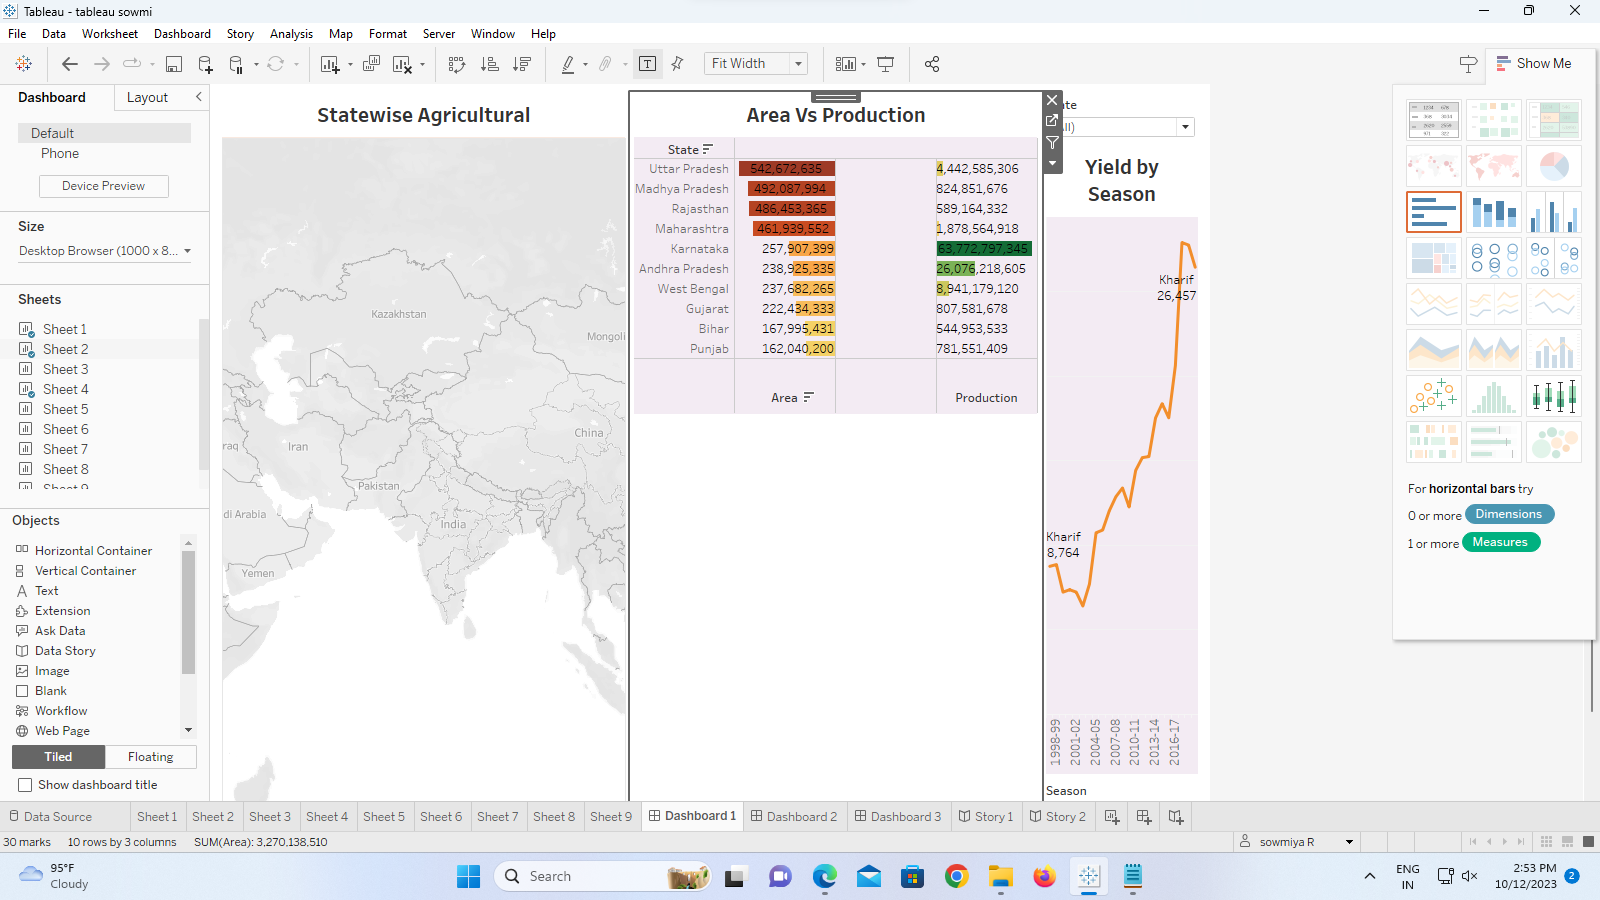 Tableau - tableau sowmi
File Data Worksheet Dashboard Story Analysis Map Format Server Window Help
Fit Width
Show Me
Dashboard Layout
Default
Phone
Device Preview
Size
Desktop Browser (1000 x 8...
Sheets
Sheet 1
Sheet 2
Sheet 3
Sheet 4
Sheet 5
Sheet 6
Sheet 7
Sheet 8
Sheet 9
Objects
Horizontal Container
Vertical Container
Text
Extension
Ask Data
Data Story
Image
Blank
Workflow
Web Page
Tiled Floating
Show dashboard title
Statewise Agricultural
Kazakhstan
Mongoli
China
raq
Iran
Pakistan
di Arabia
India
Yemen
Area Vs Production
State
Uttar Pradesh 542,672,635 4,442,585,306
Madhya Pradesh 492,087,994 824,851,676
Rajasthan 486,453,365 589,164,332
Maharashtra 461,939,552 1,878,564,918
Karnataka 257,907,399 63,772,797,345
Andhra Pradesh 238,925,335 26,076,218,605
West Bengal 237,682,265 8,941,179,120
Gujarat 222,434,333 807,581,678
Bihar 167,995,431 544,953,533
Punjab 162,040,200 781,551,409
Area Production
ate
ll)
Yield by
Season
Kharif
26,457
Kharif
8,764
1998-99
2001-02
2004-05
2007-08
2010-11
2013-14
2016-17
Season
For horizontal bars try
0 or more Dimensions
1 or more Measures
Data Source Sheet 1 Sheet 2 Sheet 3 Sheet 4 Sheet 5 Sheet 6 Sheet 7 Sheet 8 Sheet 9 Dashboard 1 Dashboard 2 Dashboard 3 Story 1 Story 2
30 marks 10 rows by 3 columns SUM(Area): 3,270,138,510 sowmiya R
95°F
Cloudy
Search
ENG
IN
2:53 PM
10/12/2023
2